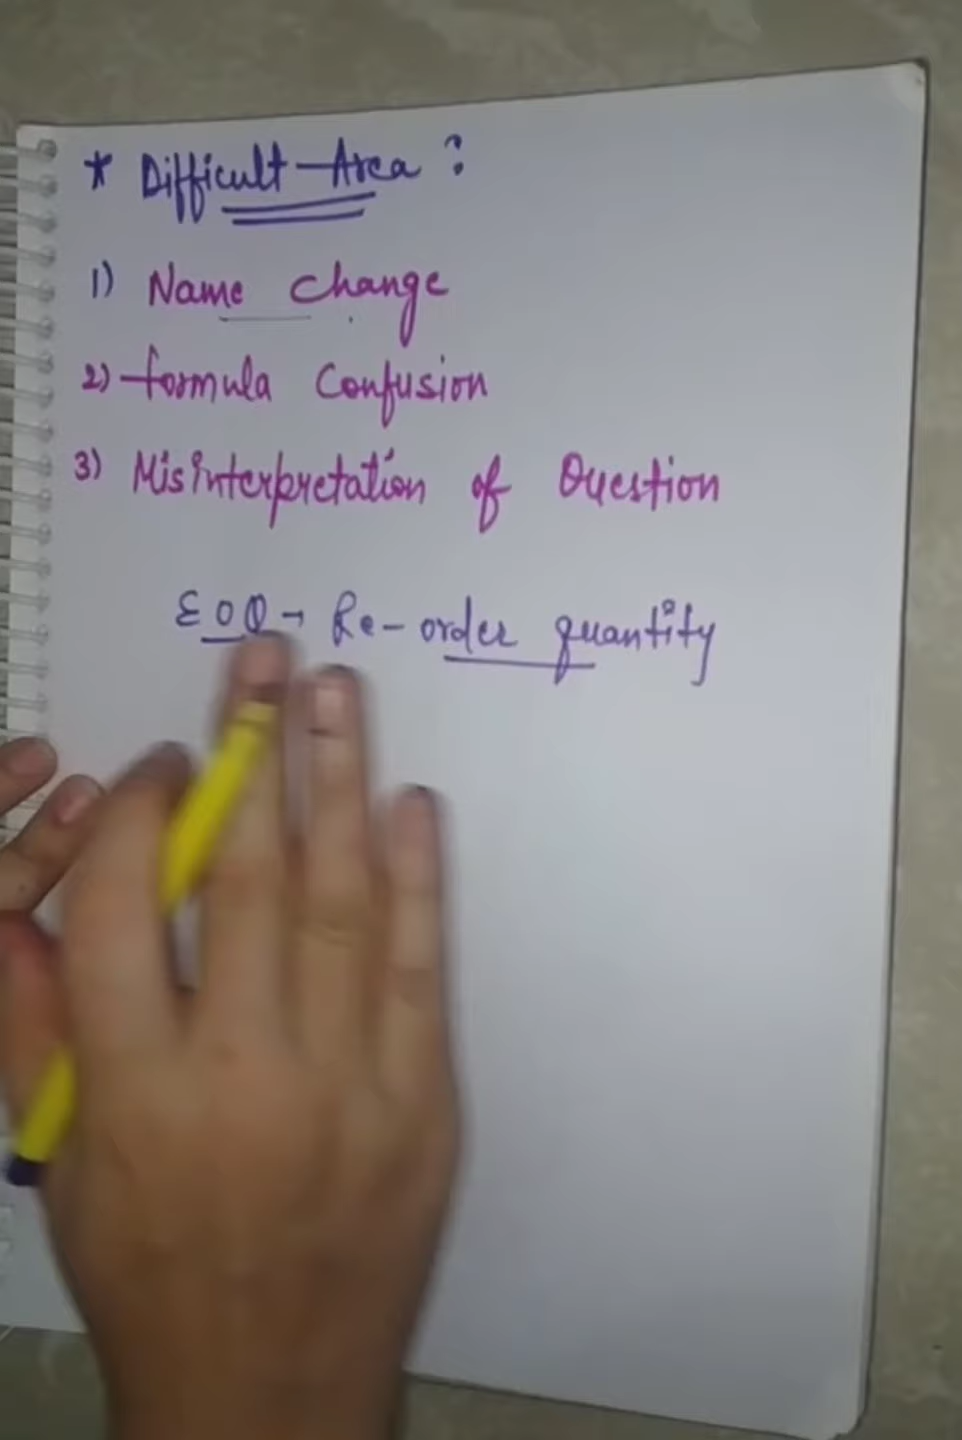 * Difficult Area :
1) Name change
2) formula Confusion
3) Misinterpretation of Question
EOQ → Re-order quantity